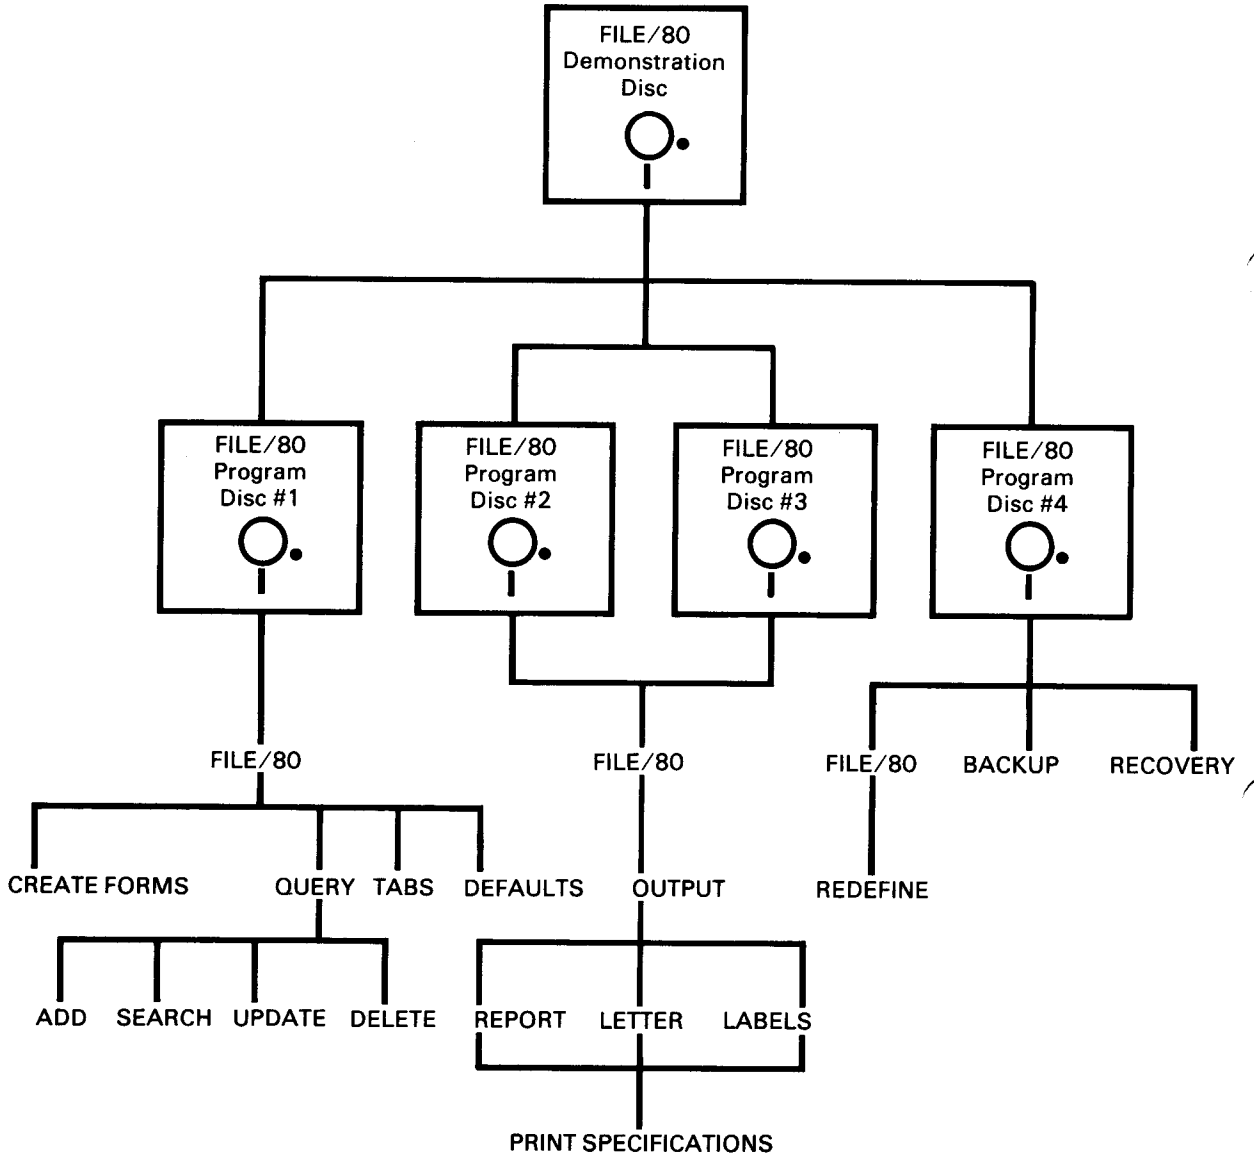 FILE/80
Demonstration
Disc
FILE/80
Program
Disc #1
FILE/80
Program
Disc #2
FILE/80
Program
Disc #3
FILE/80
Program
Disc #4
FILE/80
FILE/80
FILE/80
BACKUP
RECOVERY
CREATE FORMS
QUERY
TABS
DEFAULTS
OUTPUT
REDEFINE
ADD
SEARCH
UPDATE
DELETE
REPORT
LETTER
LABELS
PRINT SPECIFICATIONS